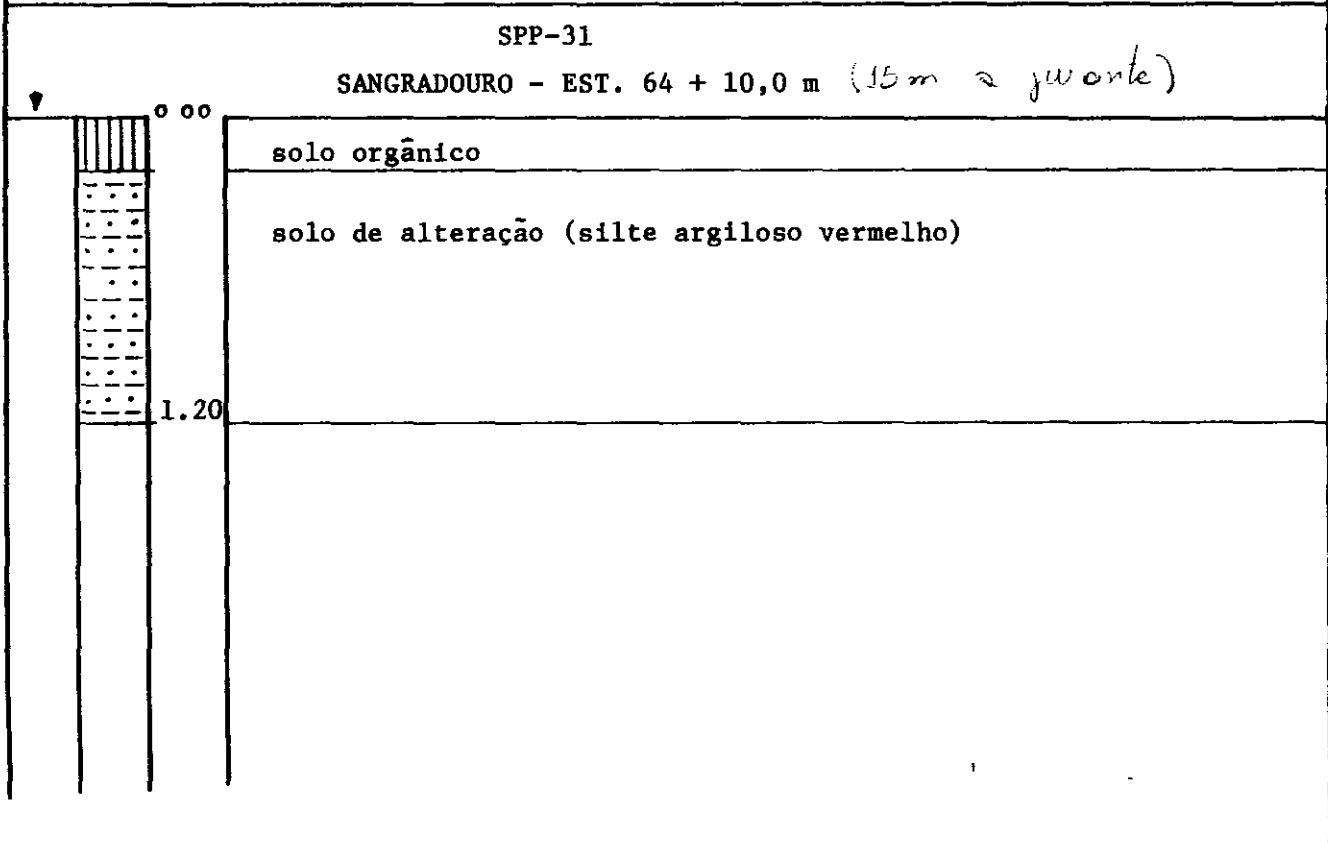 SPP-31
SANGRADOURO - EST. 64 + 10,0 m (15 m a jusante)
0 00
solo orgânico
solo de alteração (silte argiloso vermelho)
1.20